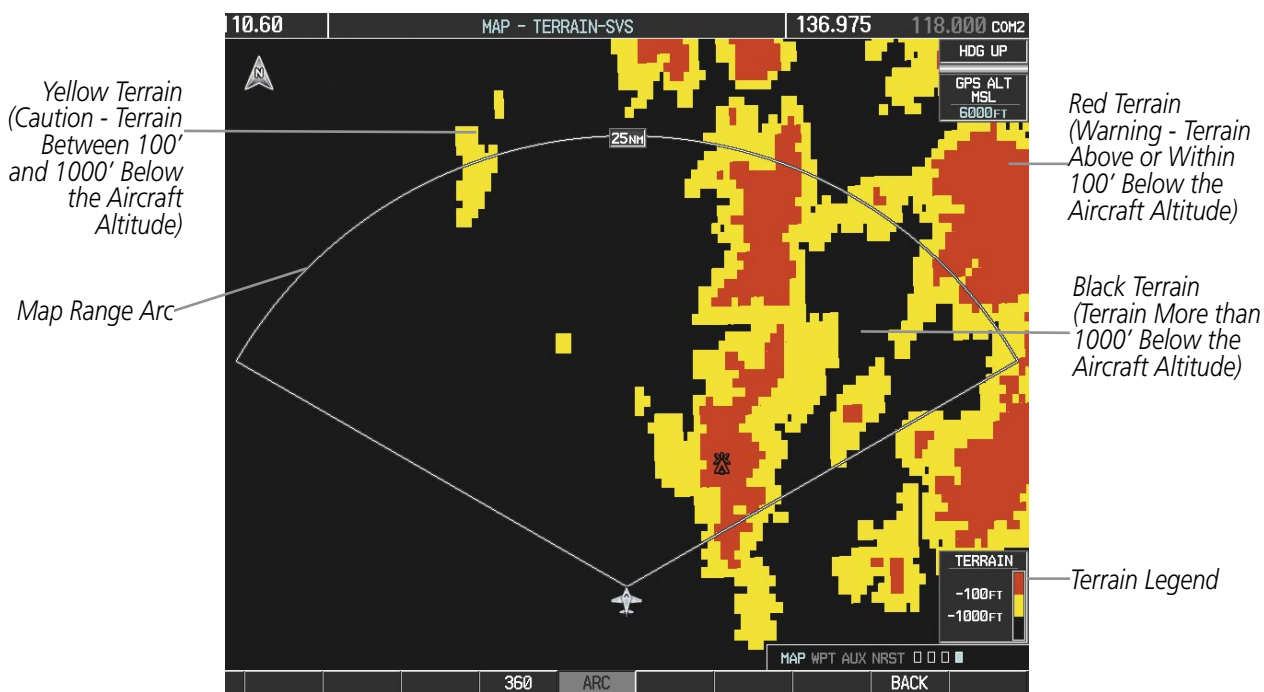 10.60
MAP – TERRAIN-SVS
136.975
118.000 COM2
HDG UP
GPS ALT
MSL
6000FT
Yellow Terrain
(Caution - Terrain
Between 100’
and 1000’ Below
the Aircraft
Altitude)
N
25NM
Red Terrain
(Warning - Terrain
Above or Within
100’ Below the
Aircraft Altitude)
Map Range Arc
Black Terrain
(Terrain More than
1000’ Below the
Aircraft Altitude)
TERRAIN
-100FT
-1000FT
Terrain Legend
MAP WPT AUX NRST
360
ARC
BACK